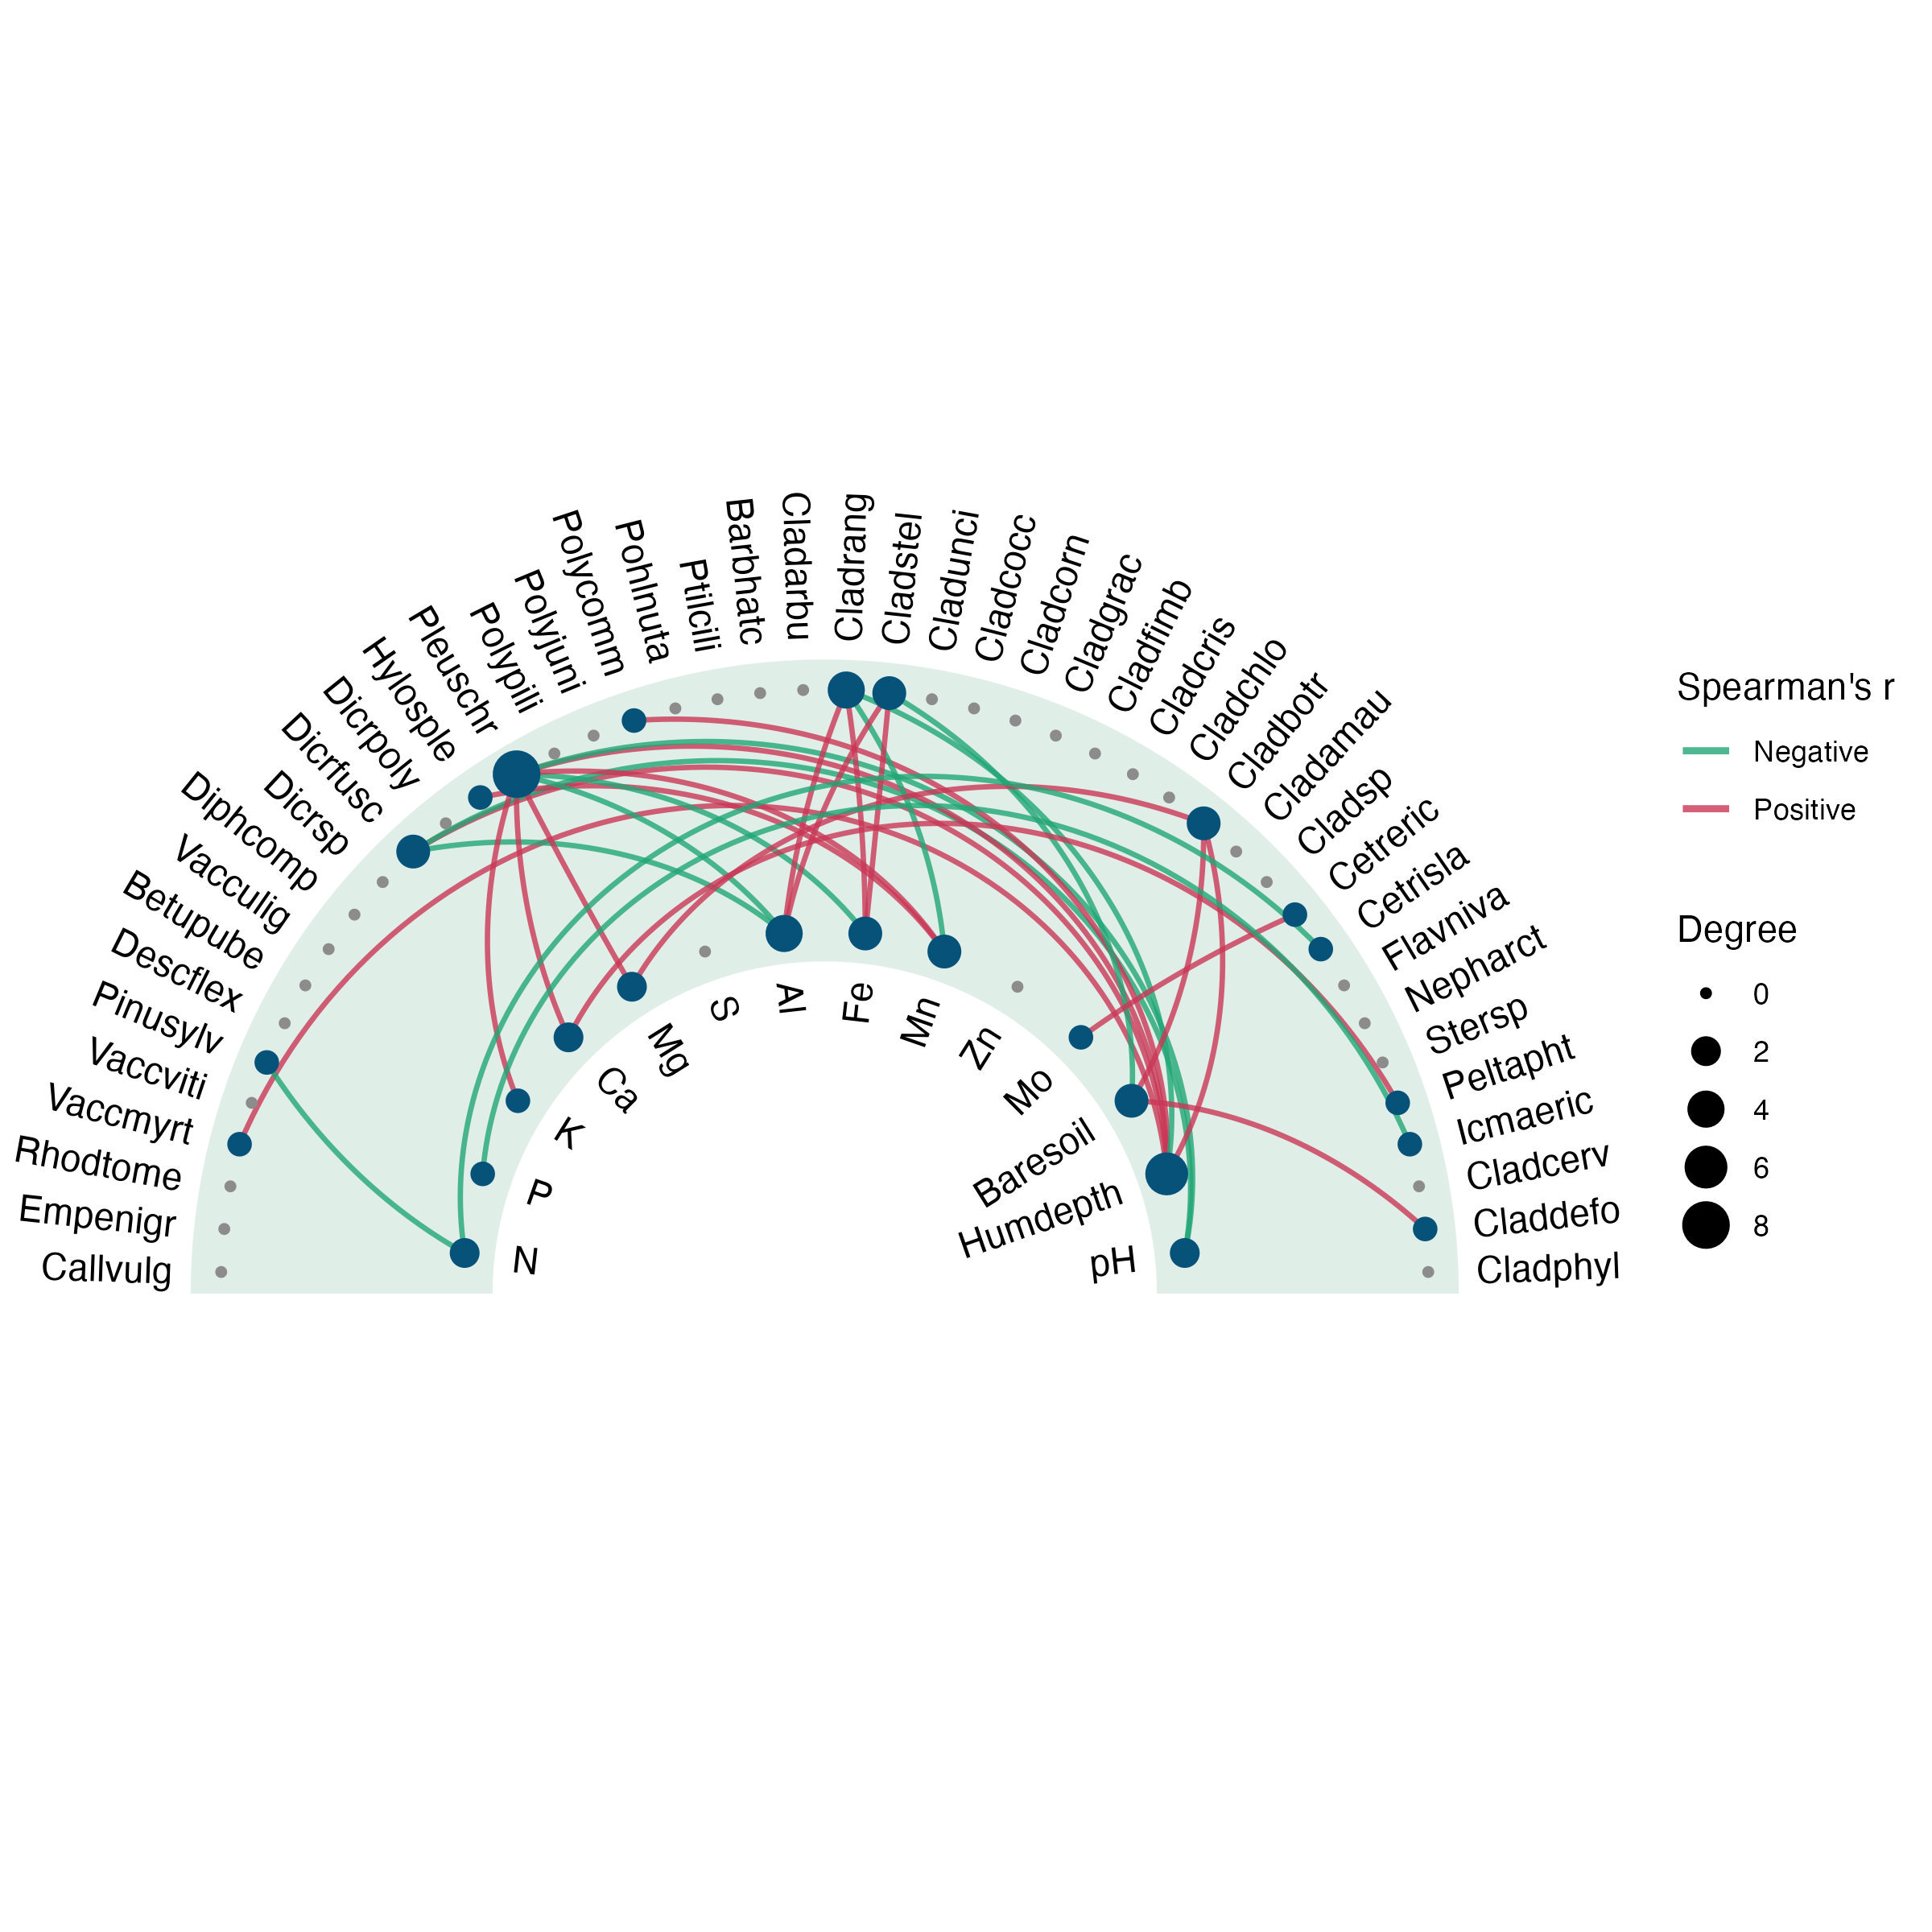 Callvulg
Empenigr
Rhodtome
Vaccmyrt
Vaccviti
Pinusylv
Descflex
Betupube
Vacculig
Diphcomp
Dicrsp
Dicrfusc
Dicrpoly
Hylosple
Pleuschr
Polypili
Polyjuni
Polycomm
Pohlnuta
Ptilcili
Barbhatc
Cladarbu
Cladrang
Cladstel
Cladunci
Cladcocc
Cladcorn
Cladgrac
Cladfimb
Cladcris
Cladchlo
Cladbotr
Cladamau
Cladsp
Cetreric
Cetrisla
Flavniva
Nepharct
Stersp
Peltapht
Icmaeric
Cladcerv
Claddefo
Cladphyl
N
P
K
Ca
Mg
S
Al
Fe
Mn
Zn
Mo
Baresoil
Humdepth
pH
Spearman's r
Negative
Positive
Degree
0
2
4
6
8